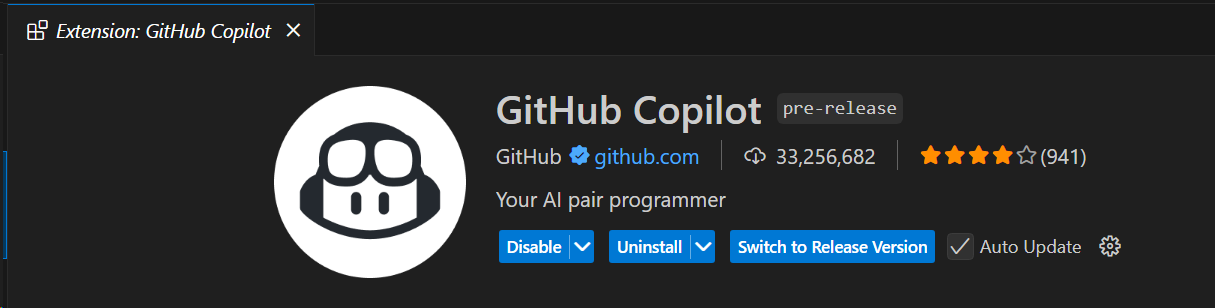 Extension: GitHub Copilot
GitHub Copilot pre-release
GitHub github.com 33,256,682 (941)
Your AI pair programmer
Disable Uninstall Switch to Release Version Auto Update